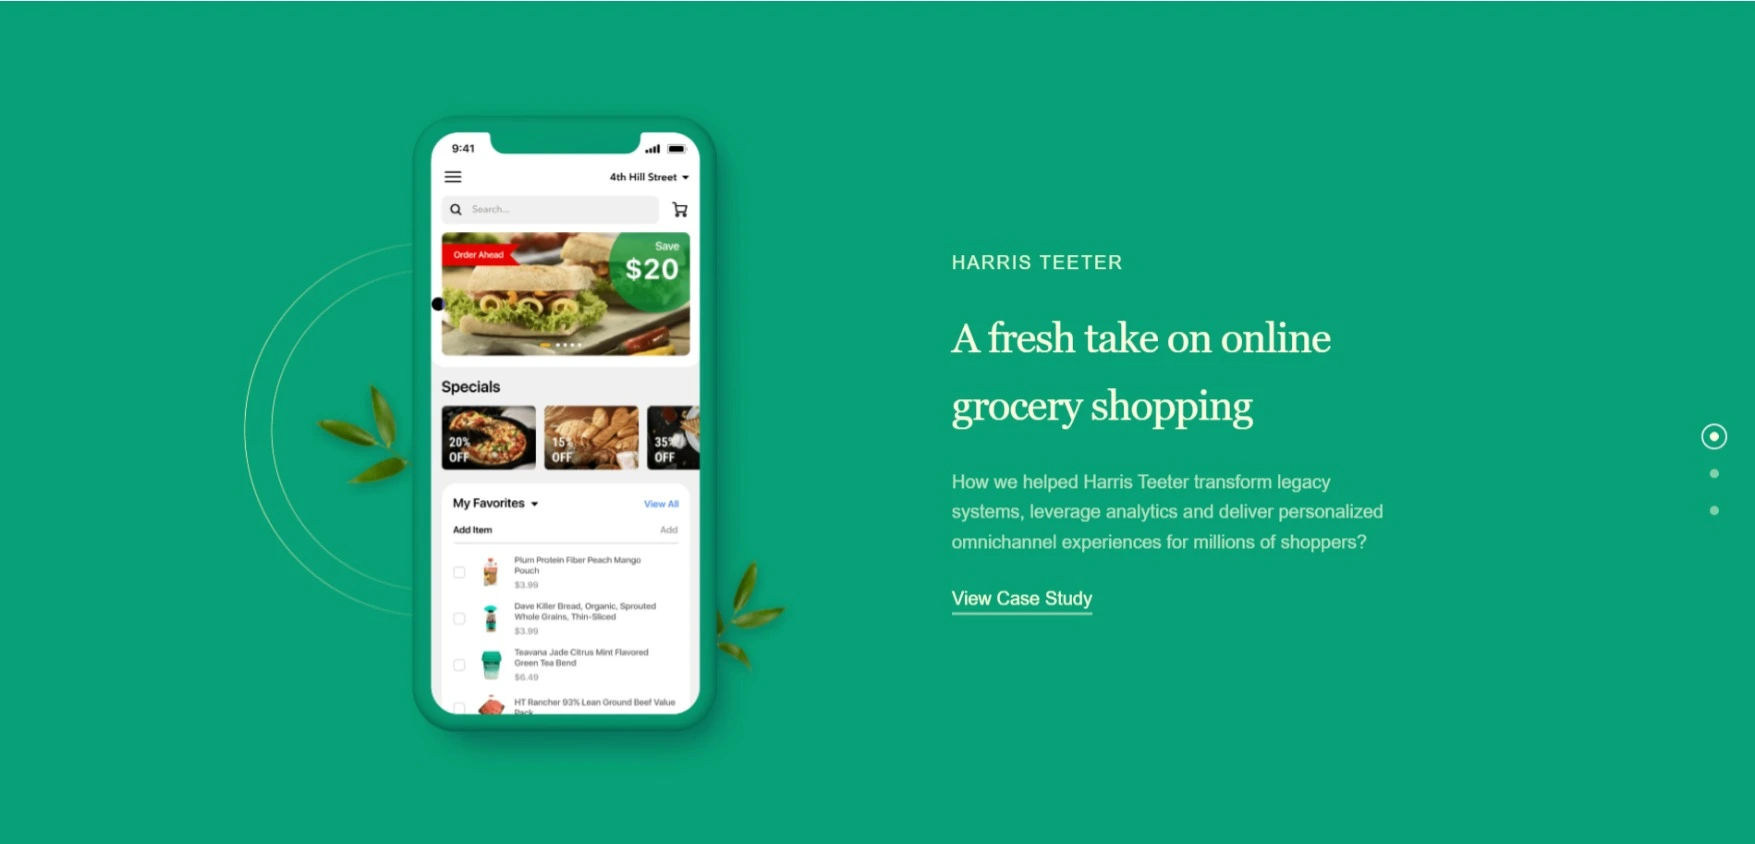 9:41
4th Hill Street
Search...
Order Ahead
Save
$20
Specials
20%
OFF
15%
OFF
35%
OFF
My Favorites
View All
Add Item
Add
Plum Protein Fiber Peach Mango
Pouch
$3.99
Dave Killer Bread, Organic, Sprouted
Whole Grains, Thin-Sliced
$3.99
Teavana Jade Citrus Mint Flavored
Green Tea Bend
$6.49
HT Rancher 93% Lean Ground Beef Value
Pack
HARRIS TEETER
A fresh take on online
grocery shopping
How we helped Harris Teeter transform legacy
systems, leverage analytics and deliver personalized
omnichannel experiences for millions of shoppers?
View Case Study